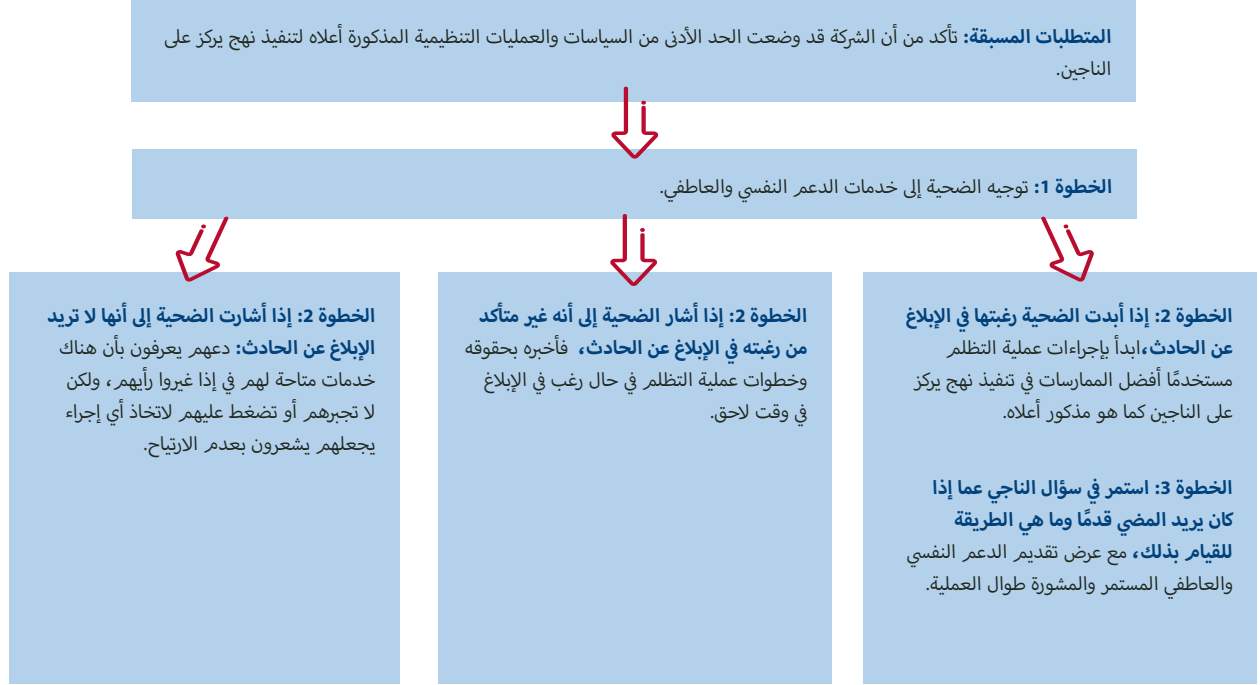 المتطلبات المسبقة: تأكد من أن الشركة قد وضعت الحد الأدنى من السياسات والعمليات التنظيمية المذكورة أعلاه لتنفيذ نهج يركز على
الناجين.
الخطوة 1: توجيه الضحية إلى خدمات الدعم النفسي والعاطفي.
الخطوة 2: إذا أبدت الضحية رغبتها في الإبلاغ
عن الحادث،ابدأ بإجراءات عملية التظلم
مستخدمًا أفضل الممارسات في تنفيذ نهج يركز
على الناجين كما هو مذكور أعلاه.
الخطوة 3: استمر في سؤال الناجي عما إذا
كان يريد المضي قدمًا وما هي الطريقة
للقيام بذلك، مع عرض تقديم الدعم النفسي
والعاطفي المستمر والمشورة طوال العملية.
الخطوة 2: إذا أشار الضحية إلى أنه غير متأكد
من رغبته في الإبلاغ عن الحادث، فأخبره بحقوقه
وخطوات عملية التظلم في حال رغب في الإبلاغ
في وقت لاحق.
الخطوة 2: إذا أشارت الضحية إلى أنها لا تريد
الإبلاغ عن الحادث: دعهم يعرفون بأن هناك
خدمات متاحة لهم في إذا غيروا رأيهم، ولكن
لا تجبرهم أو تضغط عليهم لاتخاذ أي إجراء
يجعلهم يشعرون بعدم الارتياح.